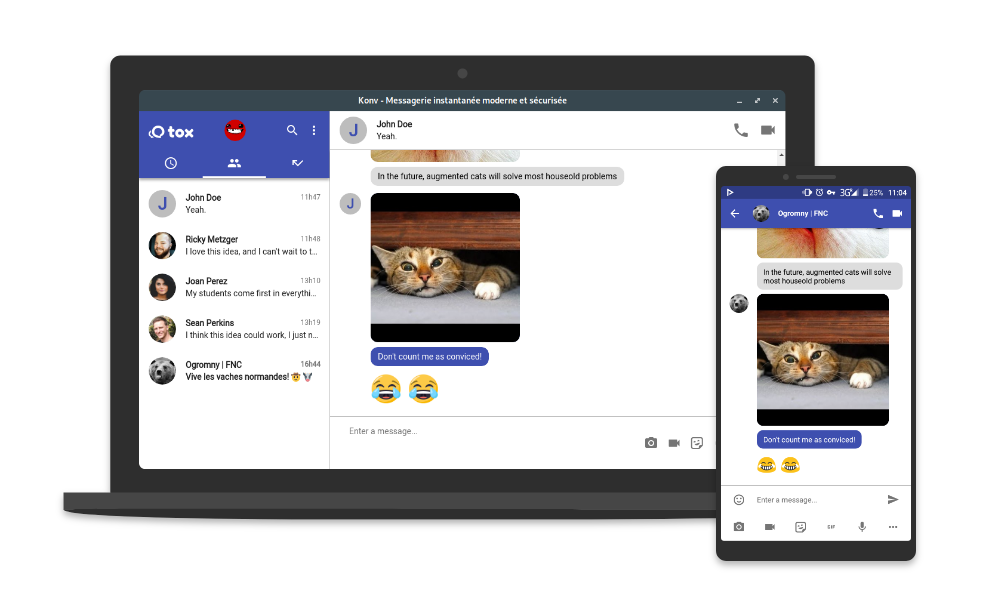 Konv - Messagerie instantanée moderne et sécurisée
tox
J
John Doe
Yeah.
11h47
Ricky Metzger
11h48
I love this idea, and I can't wait to t...
Joan Perez
13h10
My students come first in everythi...
Sean Perkins
13h19
I think this idea could work, I just n...
Ogromny | FNC
16h44
Vive les vaches normandes!
J
John Doe
Yeah.
In the future, augmented cats will solve most houseold problems
J
Don't count me as conviced!
Enter a message...
3G
25%
11:04
Ogromny | FNC
In the future, augmented cats will solve
most houseold problems
Don't count me as conviced!
Enter a message...
GIF